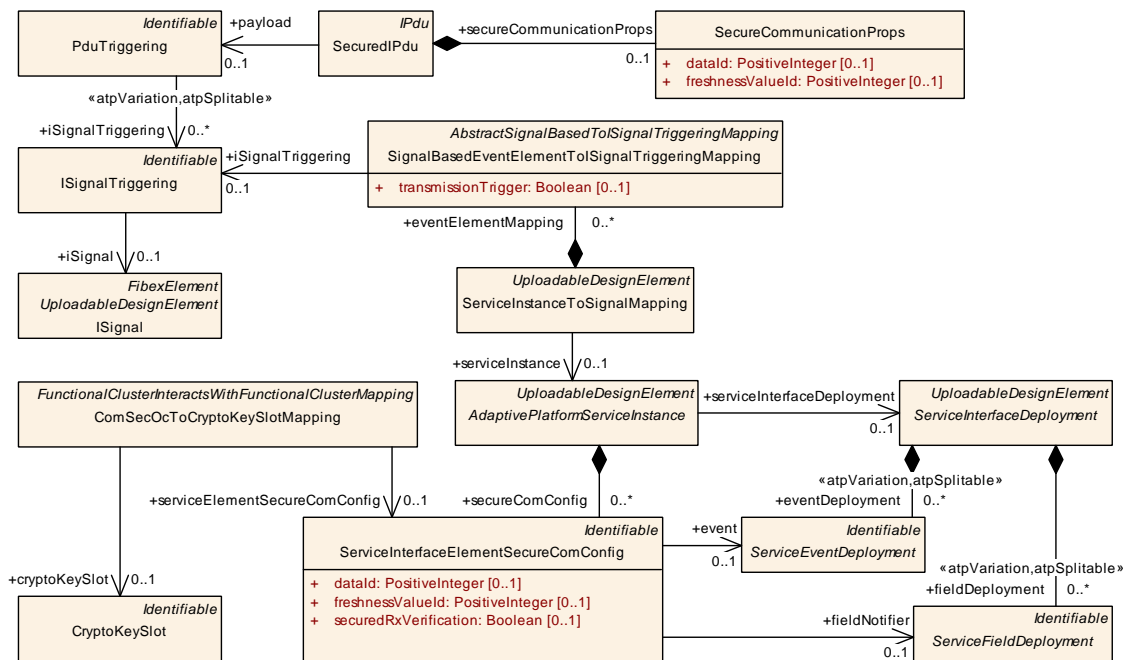 Identifiable
PduTriggering
+payload
0..1
IPdu
SecuredIPdu
+secureCommunicationProps
0..1
SecureCommunicationProps
+ dataId: PositiveInteger [0..1]
+ freshnessValueId: PositiveInteger [0..1]
«atpVariation,atpSplitable»
+iSignalTriggering
0..*
Identifiable
ISignalTriggering
+iSignalTriggering
0..1
AbstractSignalBasedToISignalTriggeringMapping
SignalBasedEventElementToISignalTriggeringMapping
+ transmissionTrigger: Boolean [0..1]
+eventElementMapping
0..*
+iSignal
0..1
FibexElement
UploadableDesignElement
ISignal
UploadableDesignElement
ServiceInstanceToSignalMapping
+serviceInstance
0..1
FunctionalClusterInteractsWithFunctionalClusterMapping
ComSecOcToCryptoKeySlotMapping
UploadableDesignElement
AdaptivePlatformServiceInstance
+serviceInterfaceDeployment
0..1
UploadableDesignElement
ServiceInterfaceDeployment
+serviceElementSecureComConfig
0..1
+secureComConfig
0..*
«atpVariation,atpSplitable»
+eventDeployment
0..*
Identifiable
ServiceInterfaceElementSecureComConfig
+ dataId: PositiveInteger [0..1]
+ freshnessValueId: PositiveInteger [0..1]
+ securedRxVerification: Boolean [0..1]
+event
0..1
Identifiable
ServiceEventDeployment
«atpVariation,atpSplitable»
+fieldDeployment
0..*
+cryptoKeySlot
0..1
Identifiable
CryptoKeySlot
+fieldNotifier
0..1
Identifiable
ServiceFieldDeployment